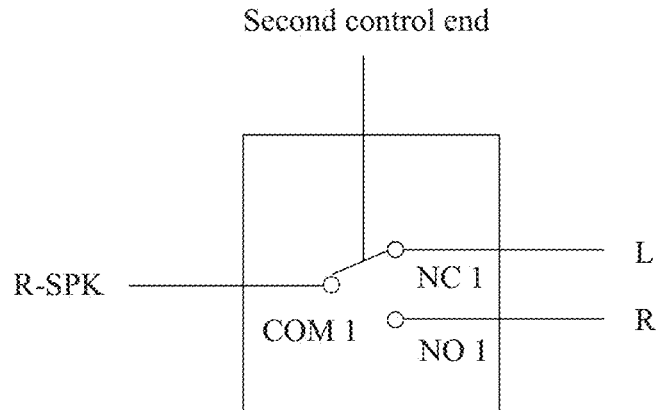 Second control end
L
NC 1
R-SPK
COM 1
R
NO 1